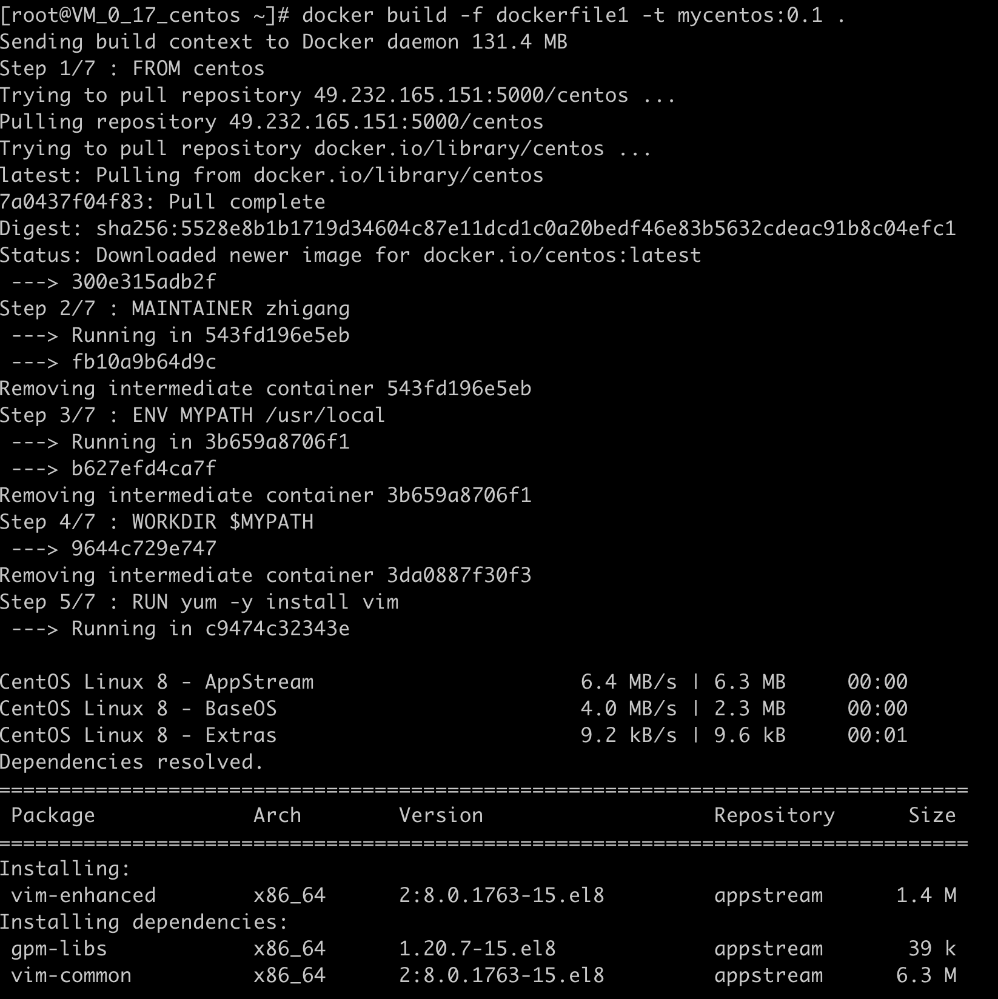 [root@VM_0_17_centos ~]# docker build -f dockerfile1 -t mycentos:0.1 .
Sending build context to Docker daemon 131.4 MB
Step 1/7 : FROM centos
Trying to pull repository 49.232.165.151:5000/centos ...
Pulling repository 49.232.165.151:5000/centos
Trying to pull repository docker.io/library/centos ...
latest: Pulling from docker.io/library/centos
7a0437f04f83: Pull complete
Digest: sha256:5528e8b1b1719d34604c87e11dcd1c0a20bedf46e83b5632cdeac91b8c04efc1
Status: Downloaded newer image for docker.io/centos:latest
 ---> 300e315adb2f
Step 2/7 : MAINTAINER zhigang
 ---> Running in 543fd196e5eb
 ---> fb10a9b64d9c
Removing intermediate container 543fd196e5eb
Step 3/7 : ENV MYPATH /usr/local
 ---> Running in 3b659a8706f1
 ---> b627efd4ca7f
Removing intermediate container 3b659a8706f1
Step 4/7 : WORKDIR $MYPATH
 ---> 9644c729e747
Removing intermediate container 3da0887f30f3
Step 5/7 : RUN yum -y install vim
 ---> Running in c9474c32343e
CentOS Linux 8 - AppStream                      6.4 MB/s | 6.3 MB     00:00
CentOS Linux 8 - BaseOS                         4.0 MB/s | 2.3 MB     00:00
CentOS Linux 8 - Extras                         9.2 kB/s | 9.6 kB     00:01
Dependencies resolved.
================================================================================
 Package             Arch        Version                   Repository      Size
================================================================================
Installing:
 vim-enhanced        x86_64      2:8.0.1763-15.el8         appstream      1.4 M
Installing dependencies:
 gpm-libs            x86_64      1.20.7-15.el8             appstream       39 k
 vim-common          x86_64      2:8.0.1763-15.el8         appstream      6.3 M